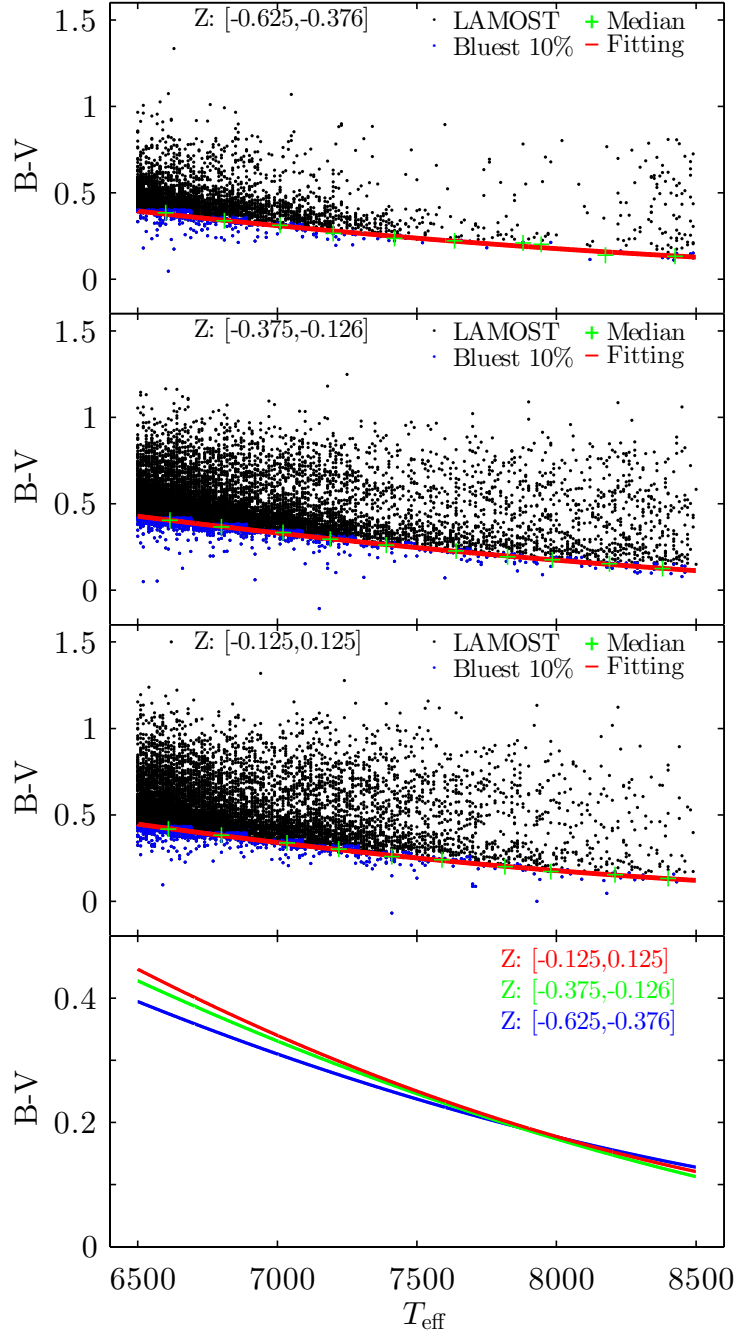 1.5
Z: [-0.625,-0.376]
LAMOST
Median
Bluest 10%
Fitting
1
B-V
0.5
0
1.5
Z: [-0.375,-0.126]
LAMOST
Median
Bluest 10%
Fitting
1
B-V
0.5
0
1.5
Z: [-0.125,0.125]
LAMOST
Median
Bluest 10%
Fitting
1
B-V
0.5
0
Z: [-0.125,0.125]
Z: [-0.375,-0.126]
Z: [-0.625,-0.376]
0.4
B-V
0.2
0
6500 7000 7500 8000 8500
T_eff